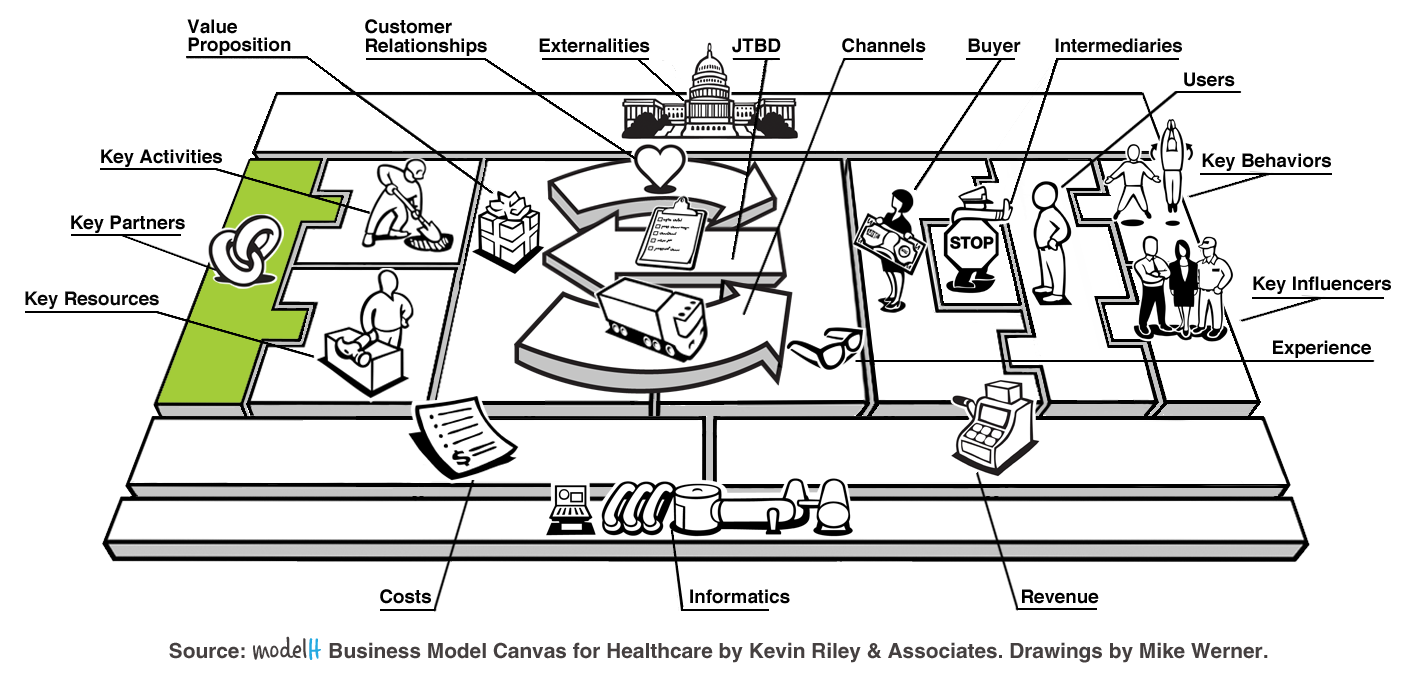 Value
Proposition
Customer
Relationships
Externalities
JTBD
Channels
Buyer
Intermediaries
Users
Key Activities
Key Behaviors
Key Partners
STOP
Key Resources
Key Influencers
Experience
$
Costs
Informatics
Revenue
Source: modelH Business Model Canvas for Healthcare by Kevin Riley & Associates. Drawings by Mike Werner.